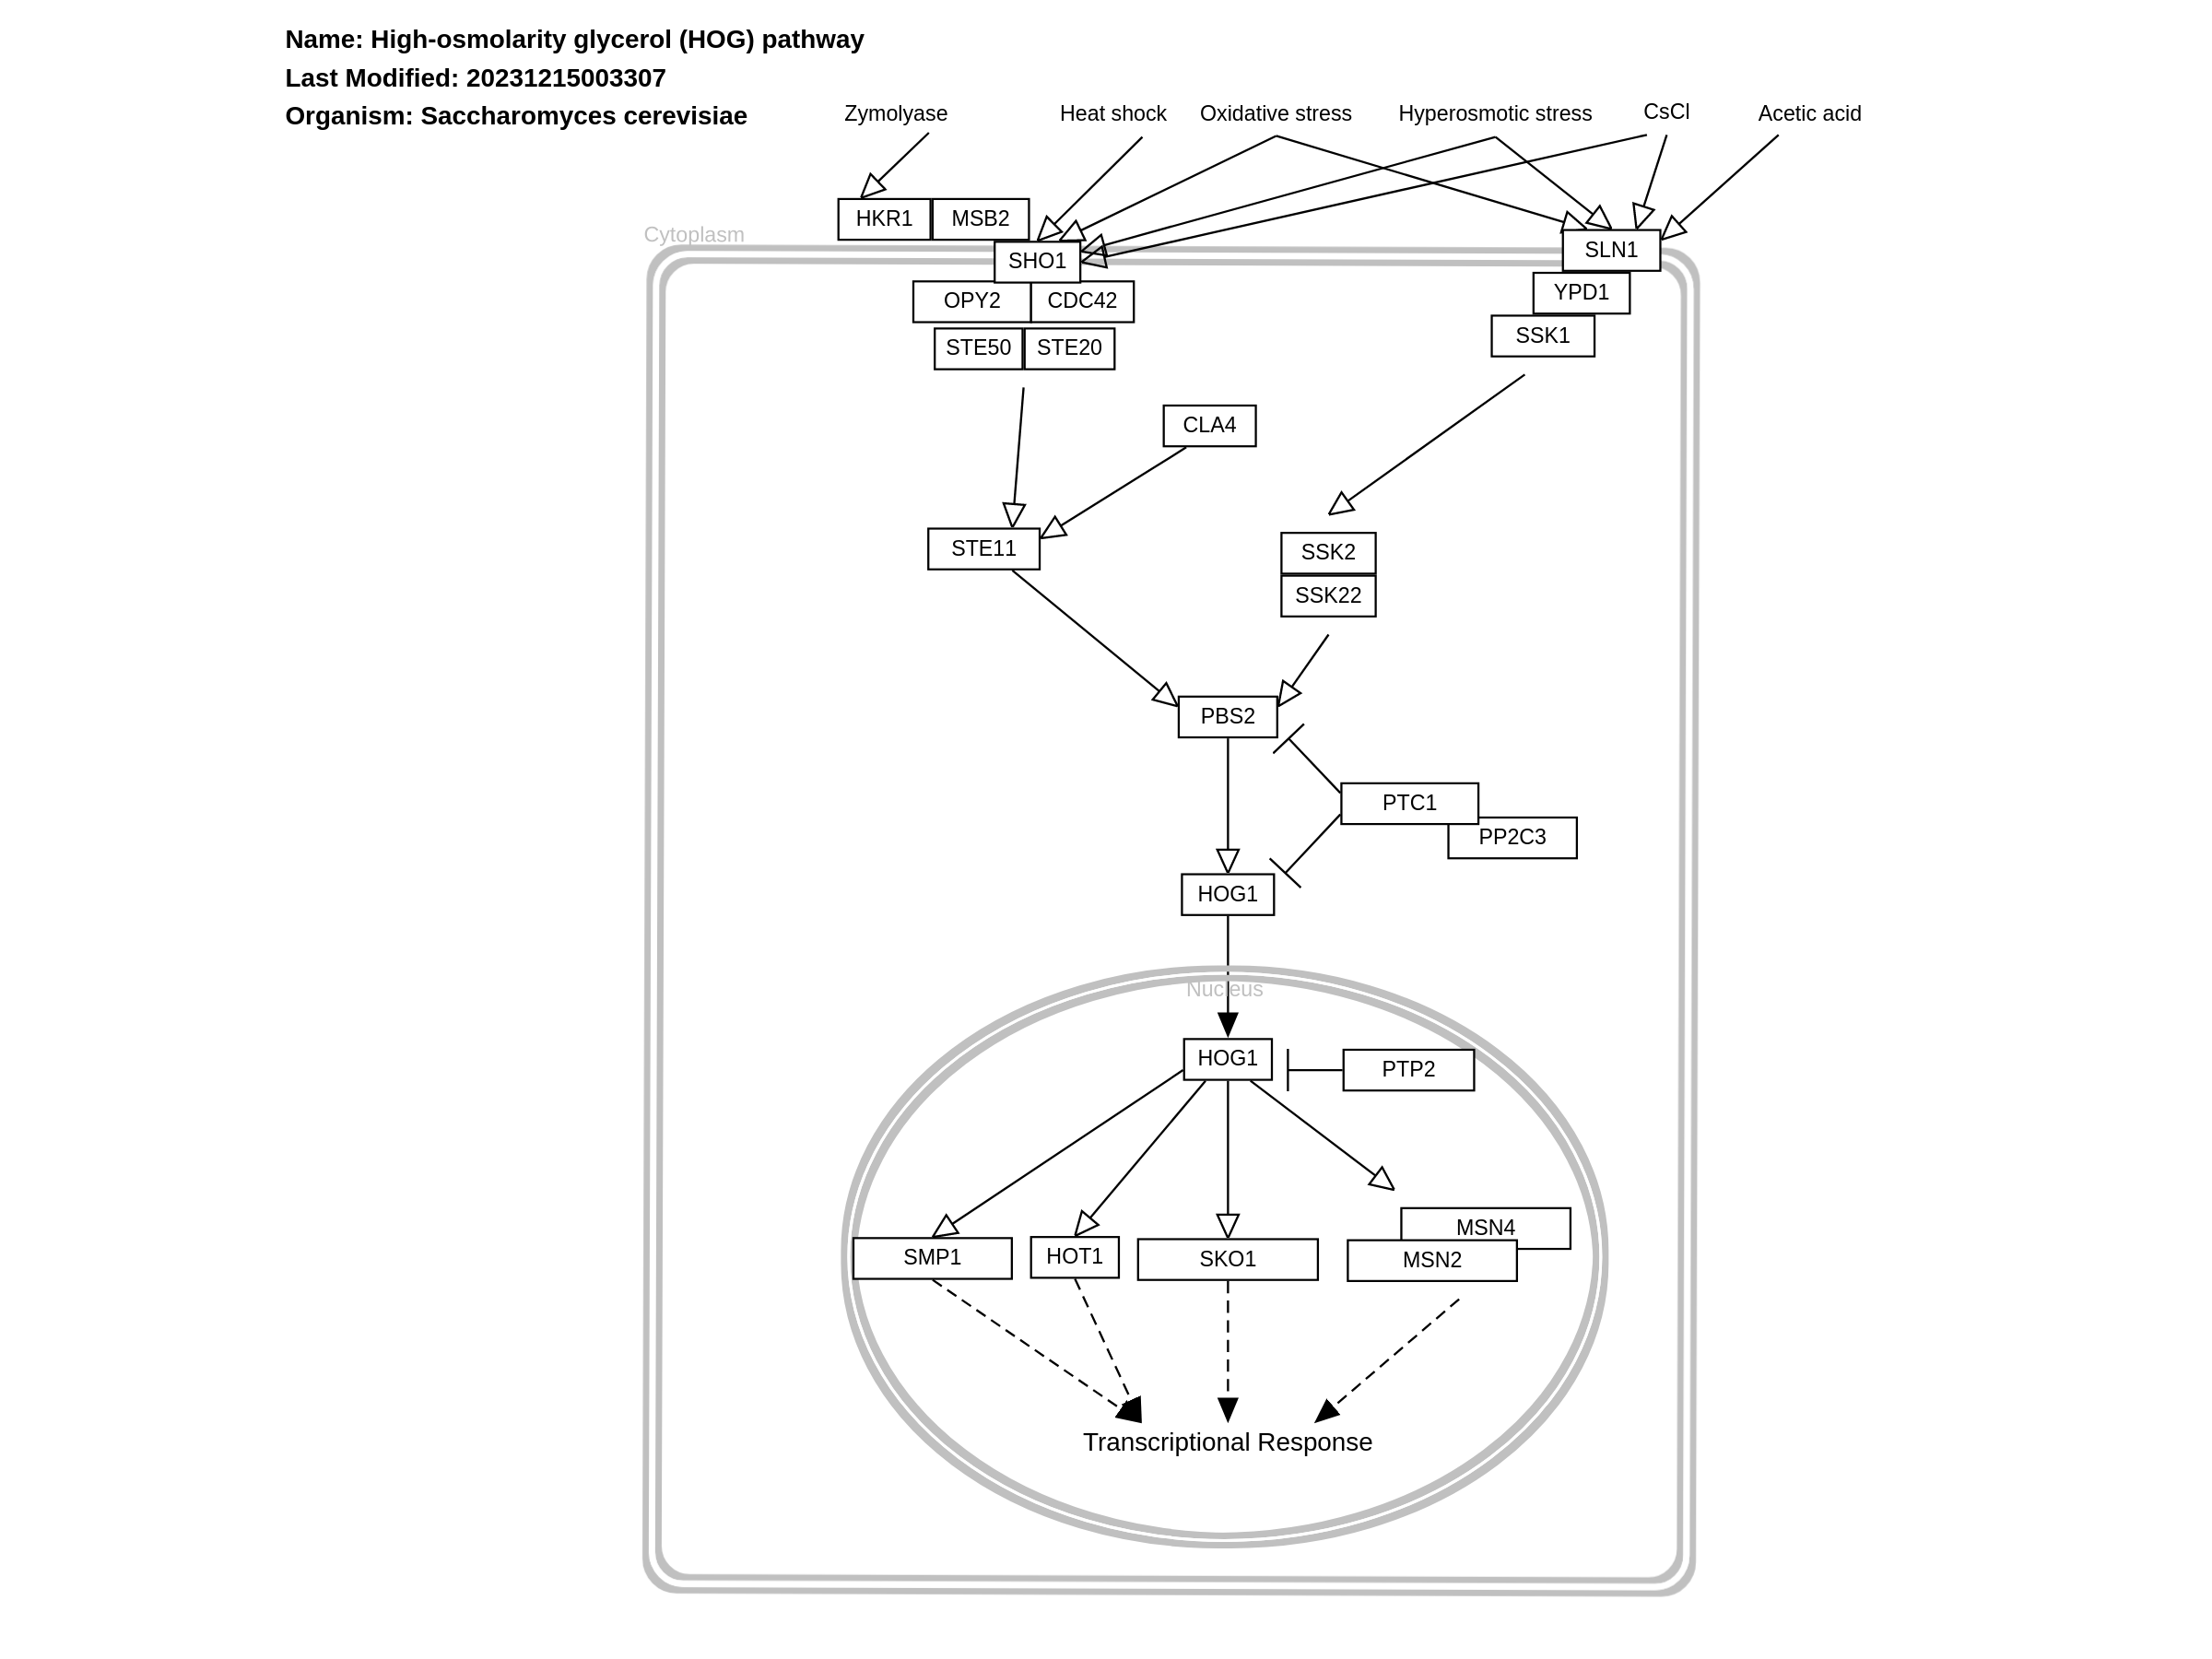 Name: High-osmolarity glycerol (HOG) pathway
Last Modified: 20231215003307
Organism: Saccharomyces cerevisiae
Zymolyase
Heat shock
Oxidative stress
Hyperosmotic stress
CsCl
Acetic acid
HKR1
MSB2
Cytoplasm
SHO1
SLN1
OPY2
CDC42
YPD1
STE50
STE20
SSK1
CLA4
STE11
SSK2
SSK22
PBS2
PTC1
PP2C3
HOG1
Nucleus
HOG1
PTP2
MSN4
SMP1
HOT1
SKO1
MSN2
Transcriptional Response